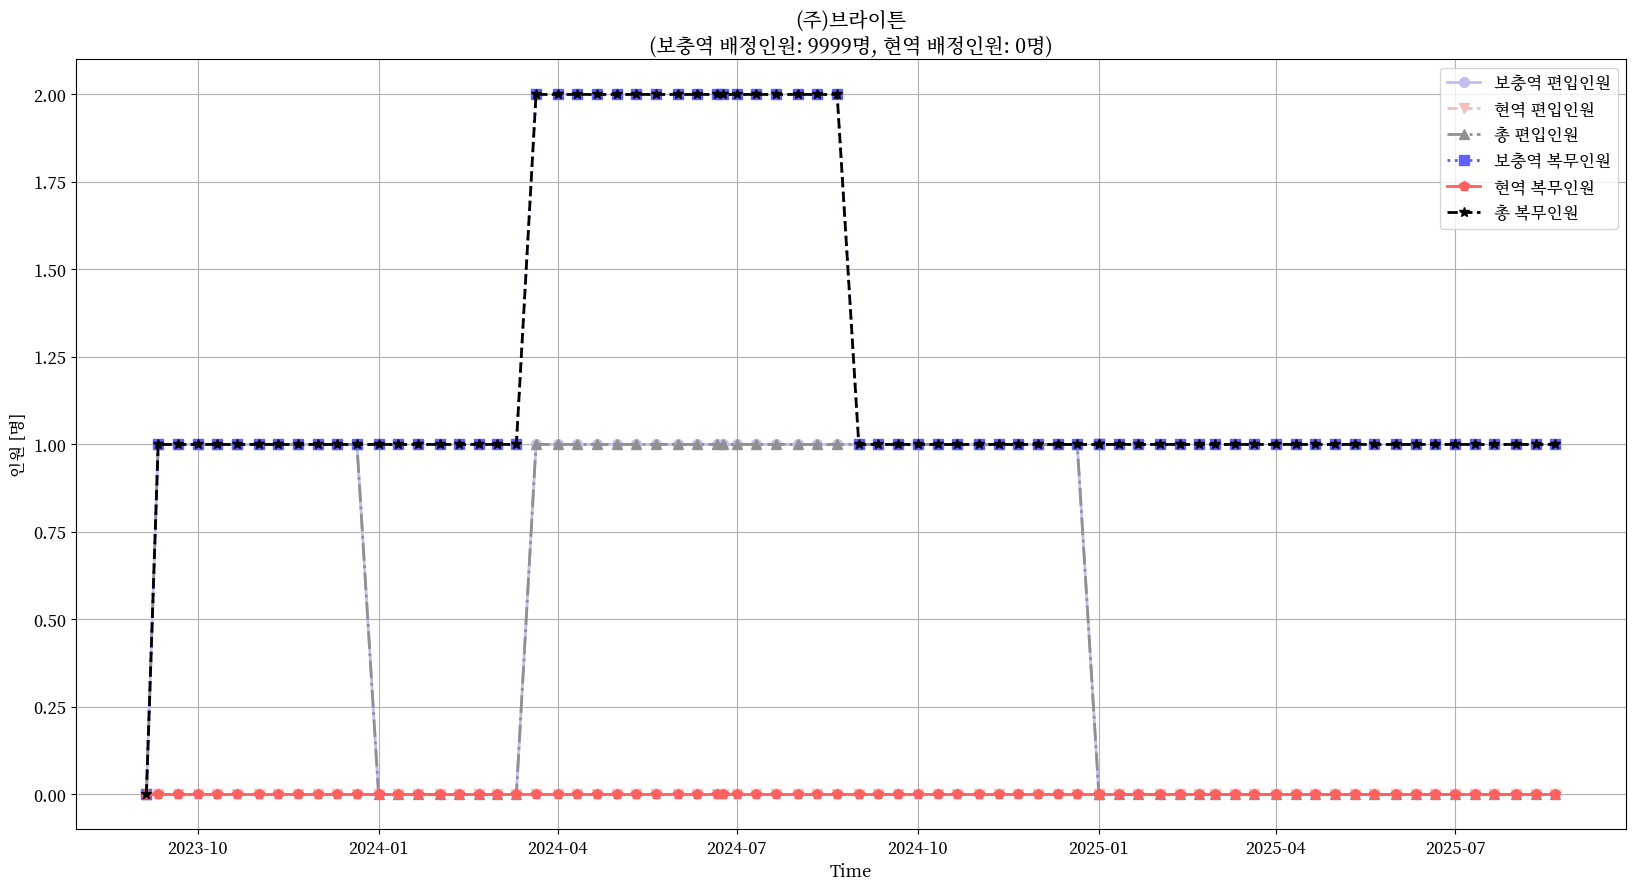 (주)브라이튼
(보충역 배정인원: 9999명, 현역 배정인원: 0명)
보충역 편입인원
현역 편입인원
총 편입인원
보충역 복무인원
현역 복무인원
총 복무인원
인원 [명]
2.00
1.75
1.50
1.25
1.00
0.75
0.50
0.25
0.00
2023-10
2024-01
2024-04
2024-07
2024-10
2025-01
2025-04
2025-07
Time